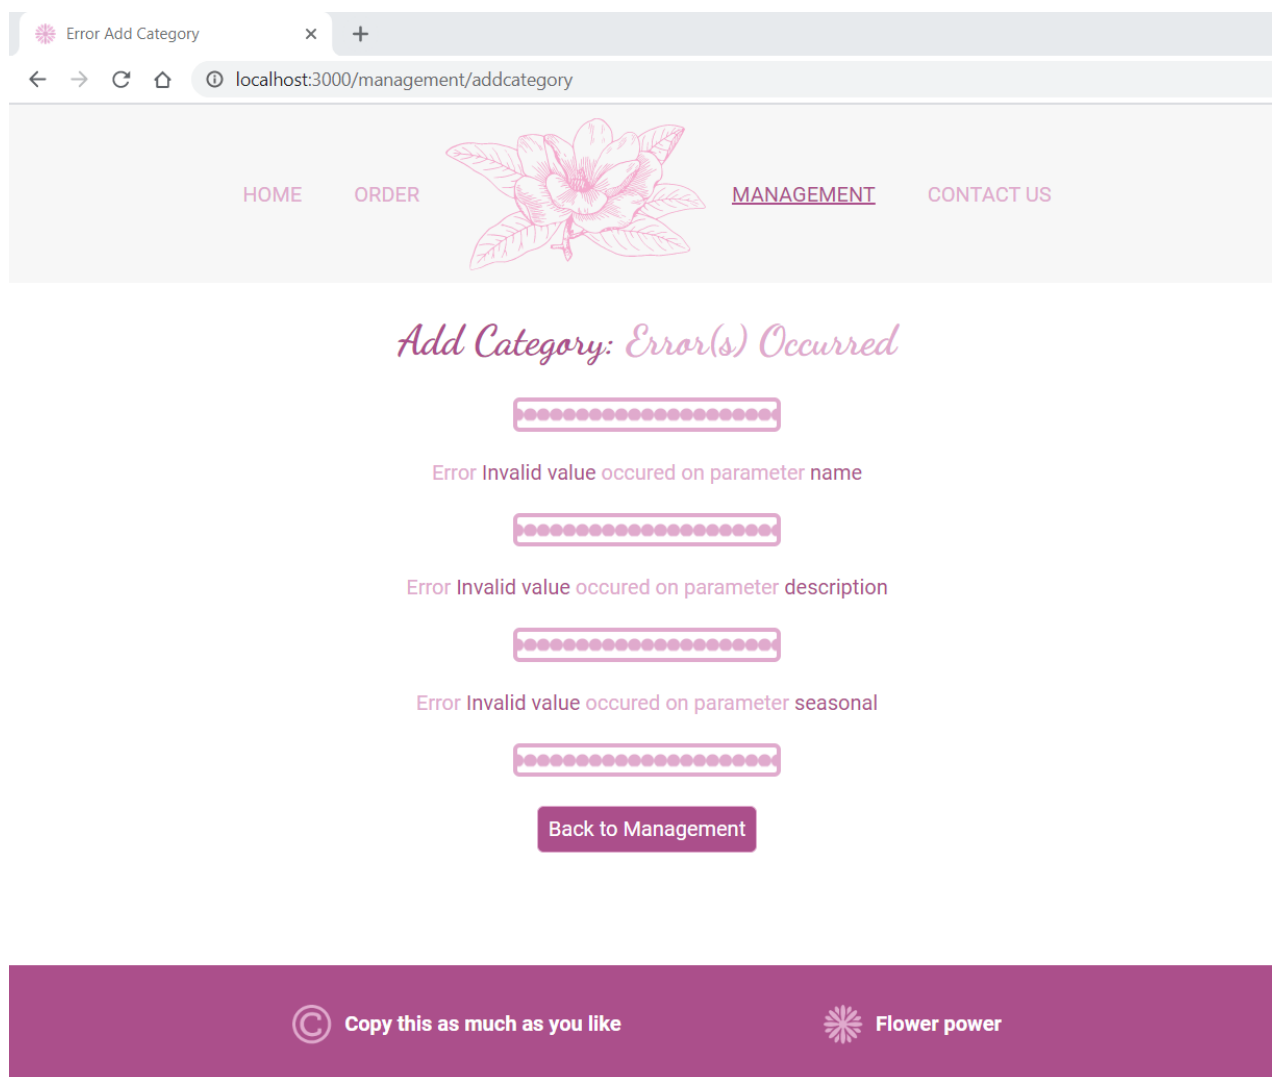 Error Add Category
localhost:3000/management/addcategory
HOME ORDER MANAGEMENT CONTACT US
Add Category: Error(s) Occurred
Error Invalid value occured on parameter name
Error Invalid value occured on parameter description
Error Invalid value occured on parameter seasonal
Back to Management
© Copy this as much as you like Flower power